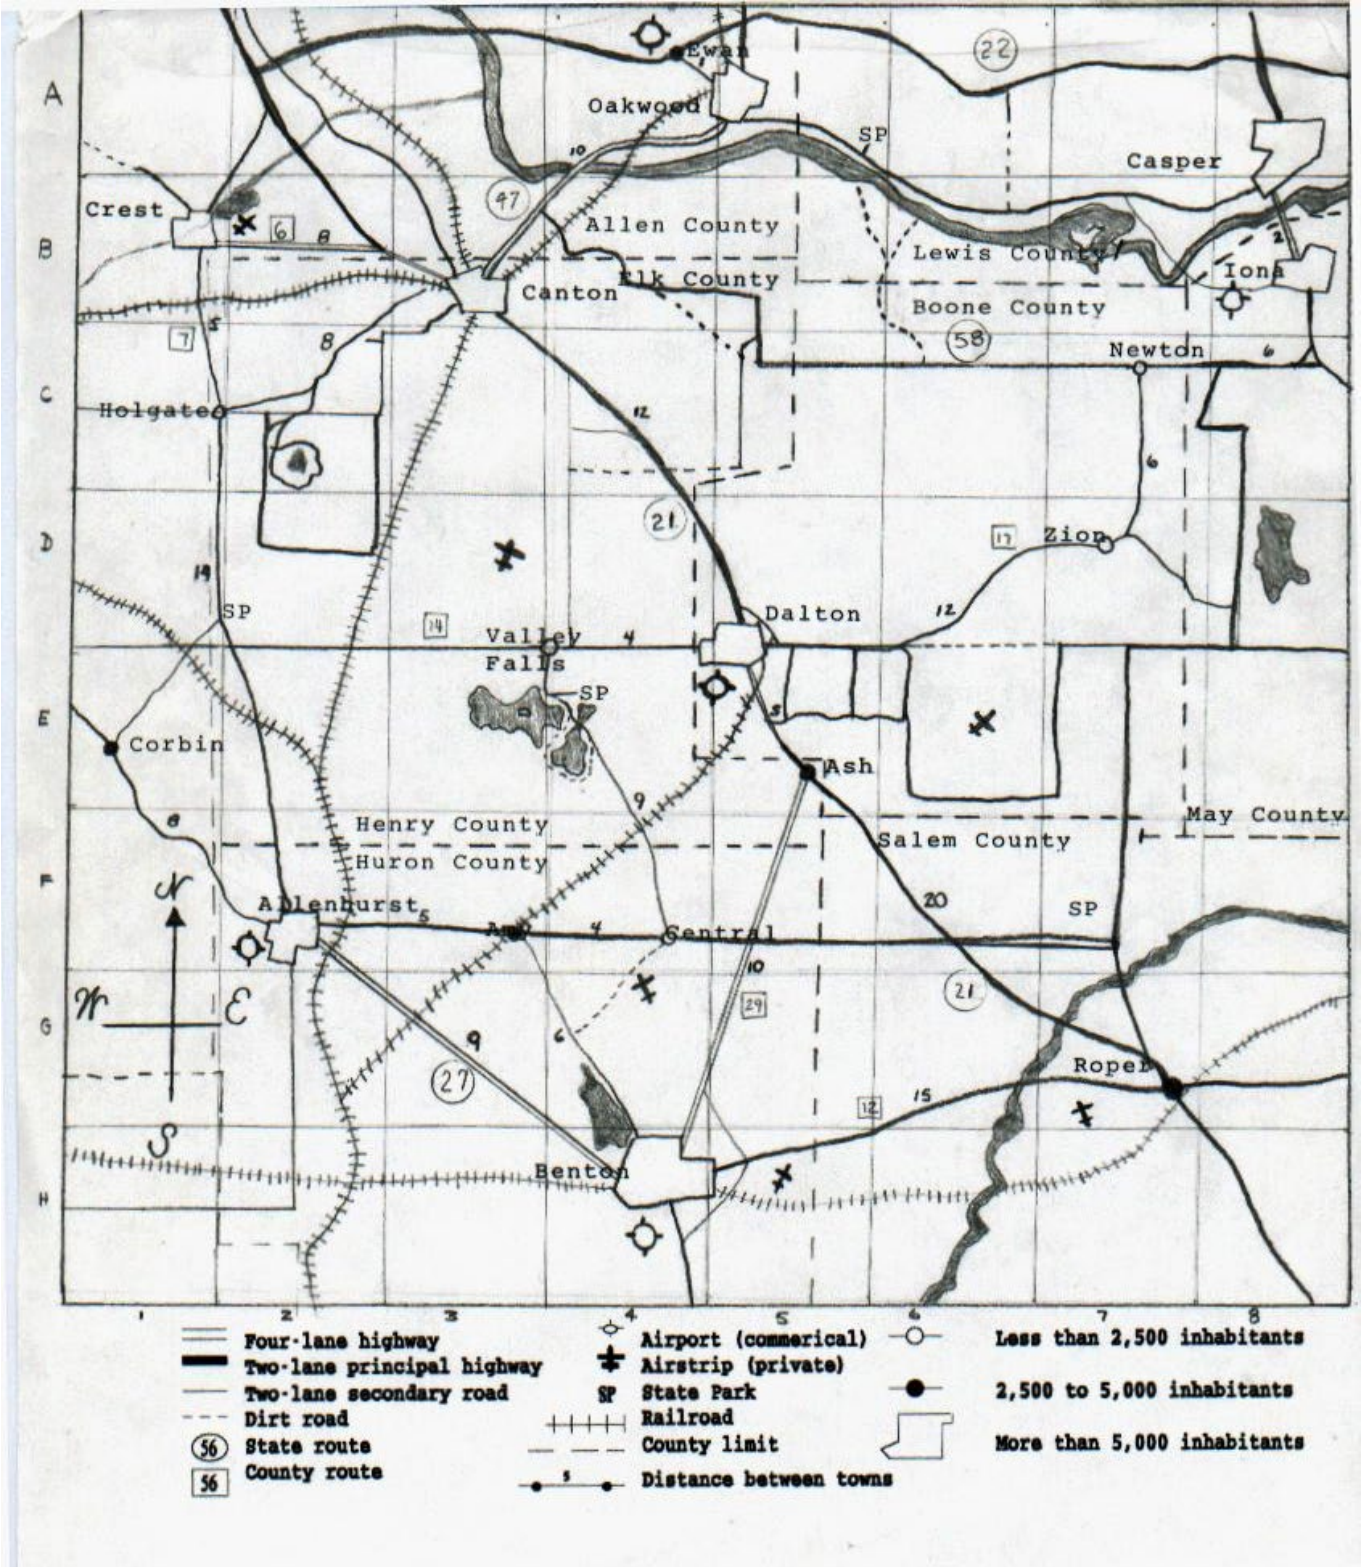 A
Ewan
22
Oakwood
1
SP
10
Casper
47
Crest
6
8
Allen County
B
Lewis County
2
Elk County
Iona
Canton
Boone County
5
7
8
58
Newton
6
C
Holgate
12
6
21
D
17
Zion
19
SP
14
12
Dalton
Valley
Falls
4
SP
E
5
Corbin
Ash
9
8
Henry County
May County
Salem County
Huron County
F
N
20
Allenhurst
5
SP
4
Central
10
W
E
21
G
29
6
9
Roper
27
12
15
S
Benton
H
1 2 3 4 5 6 7 8
Four-lane highway
Two-lane principal highway
Two-lane secondary road
Dirt road
56 State route
56 County route
Airport (commerical)
Airstrip (private)
SP State Park
Railroad
County limit
5 Distance between towns
Less than 2,500 inhabitants
2,500 to 5,000 inhabitants
More than 5,000 inhabitants